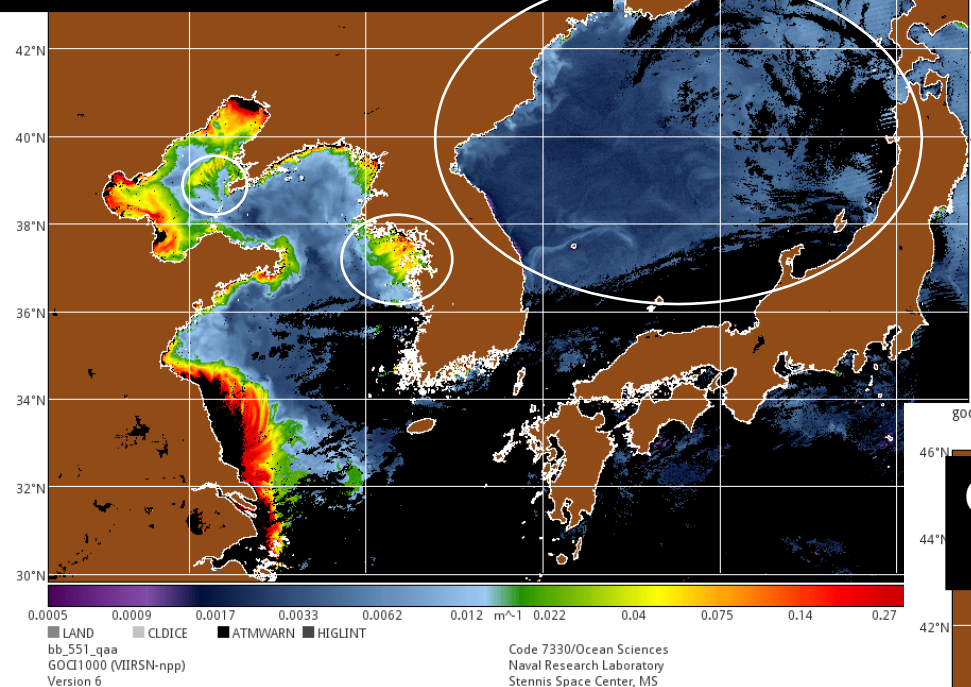 42°N
40°N
38°N
36°N
34°N
32°N
30°N
46°N
44°N
42°N
0.0005 0.0009 0.0017 0.0033 0.0062 0.012 m^-1 0.022 0.04 0.075 0.14 0.27
LAND CLDICE ATMWARN HIGLINT
bb_551_qaa
GOCI1000 (VIIRSN-npp)
Version 6
Code 7330/Ocean Sciences
Naval Research Laboratory
Stennis Space Center, MS